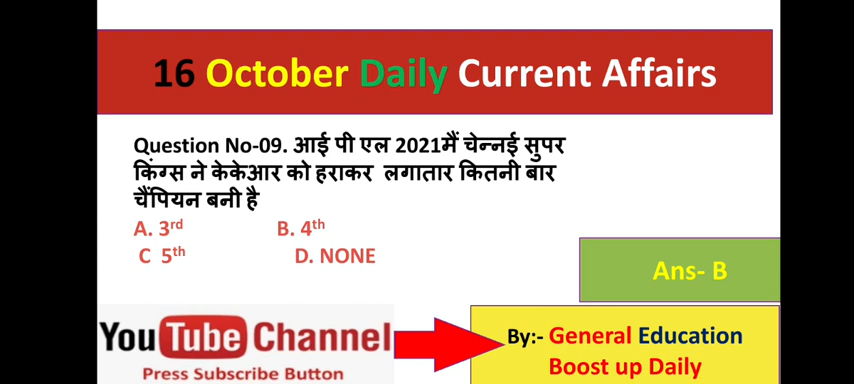 16 October Daily Current Affairs
Question No-09. आई पी एल 2021मैं चेन्नई सुपर
किंग्स ने केकेआर को हराकर लगातार कितनी बार
चैंपियन बनी है
A. 3rd B. 4th
C 5th D. NONE
Ans- B
YouTube Channel
Press Subscribe Button
By:- General Education
Boost up Daily